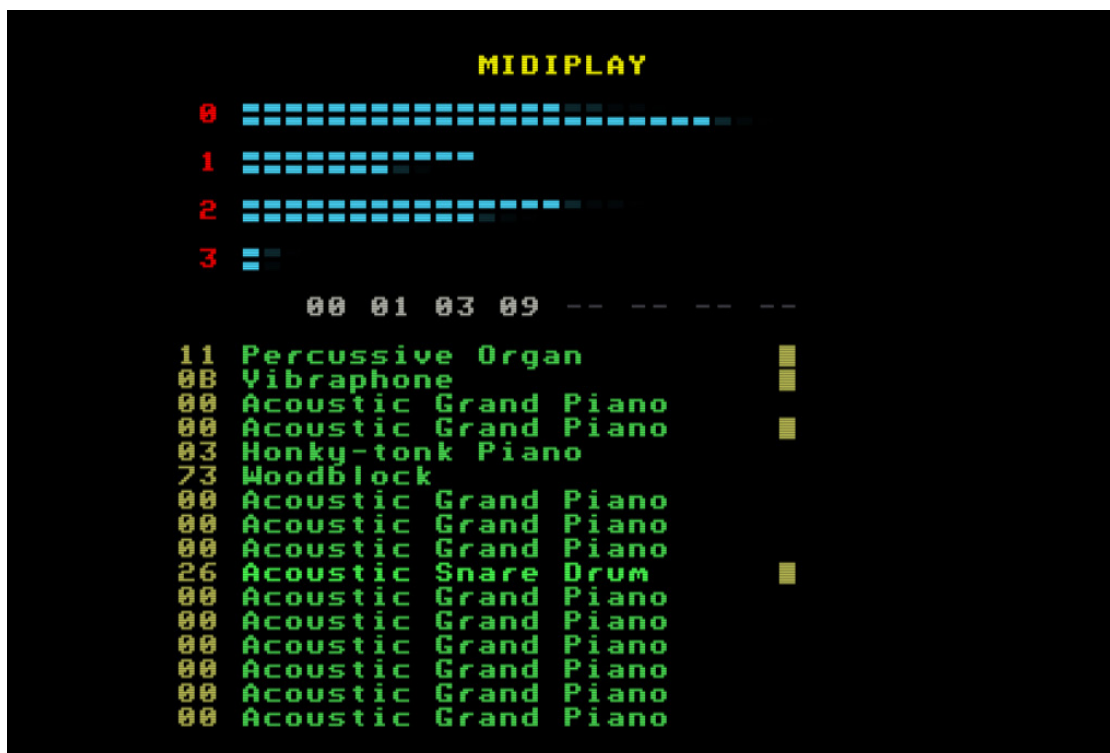 MIDIPLAY
0
1
2
3
00 01 03 09 -- -- -- --
11 Percussive Organ
0B Vibraphone
00 Acoustic Grand Piano
00 Acoustic Grand Piano
03 Honky-tonk Piano
73 Woodblock
00 Acoustic Grand Piano
00 Acoustic Grand Piano
00 Acoustic Grand Piano
26 Acoustic Snare Drum
00 Acoustic Grand Piano
00 Acoustic Grand Piano
00 Acoustic Grand Piano
00 Acoustic Grand Piano
00 Acoustic Grand Piano
00 Acoustic Grand Piano